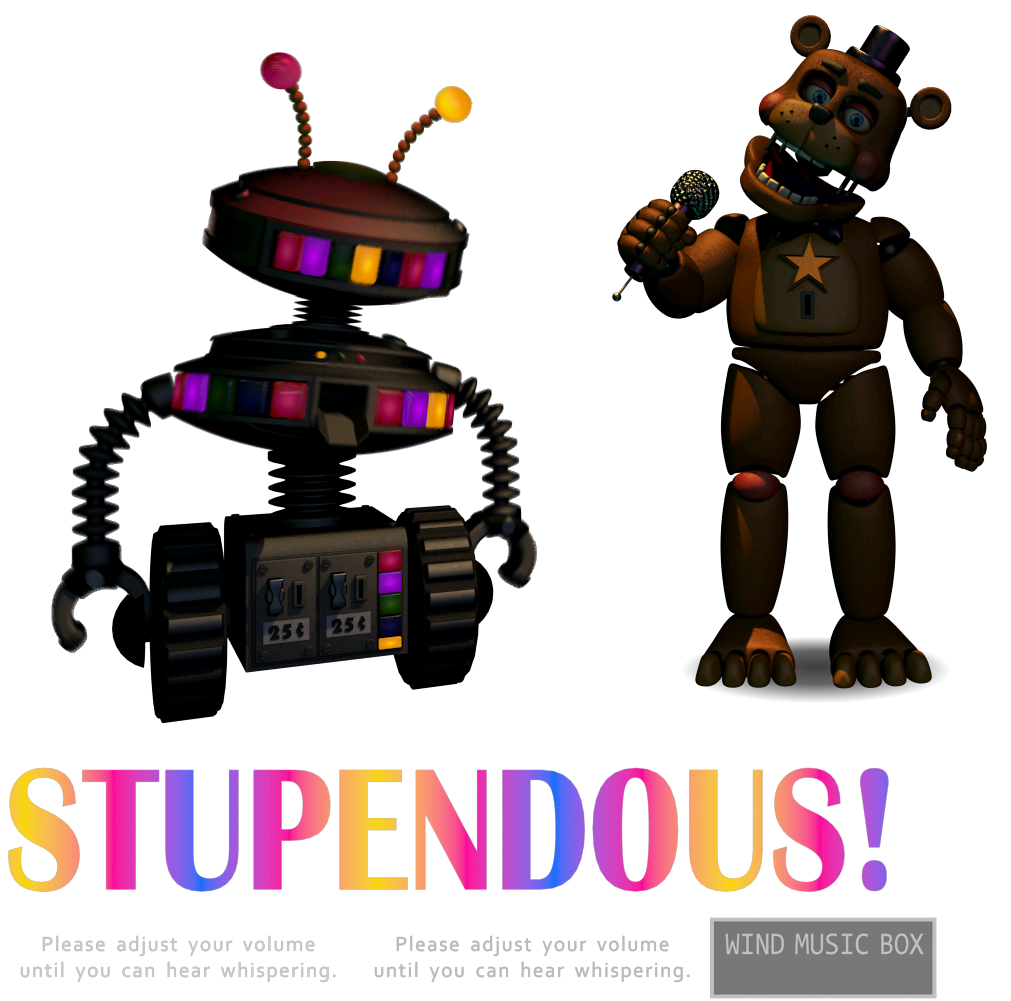 25¢ 25¢
STUPENDOUS!
Please adjust your volume
until you can hear whispering.
Please adjust your volume
until you can hear whispering.
WIND MUSIC BOX